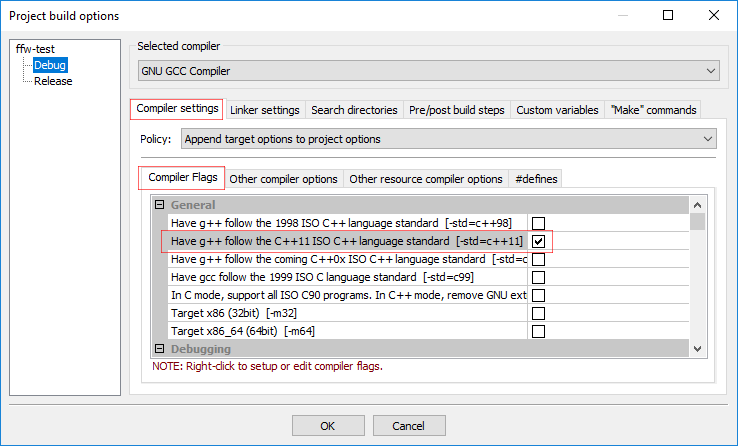 Project build options
ffw-test
Debug
Release
Selected compiler
GNU GCC Compiler
Compiler settings Linker settings Search directories Pre/post build steps Custom variables "Make" commands
Policy: Append target options to project options
Compiler Flags Other compiler options Other resource compiler options #defines
General
Have g++ follow the 1998 ISO C++ language standard [-std=c++98]
Have g++ follow the C++11 ISO C++ language standard [-std=c++11]
Have g++ follow the coming C++0x ISO C++ language standard [-std=c
Have gcc follow the 1999 ISO C language standard [-std=c99]
In C mode, support all ISO C90 programs. In C++ mode, remove GNU ext
Target x86 (32bit) [-m32]
Target x86_64 (64bit) [-m64]
Debugging
NOTE: Right-click to setup or edit compiler flags.
OK Cancel